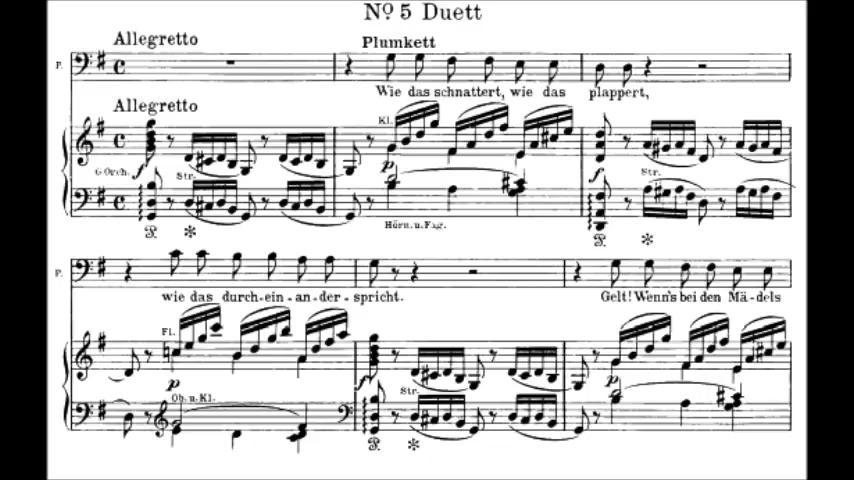 Nº 5 Duett
Allegretto
Plumkett
P.
Wie das schnattert, wie das plappert,
Allegretto
Kl.
G Orch.
f
Str.
p
f
Str.
Hörn. u. Fag.
P.
wie das durch-ein-an-der-spricht. Gelt! Wenn's bei den Mä-dels
Fl.
p
Ob. u. Kl.
f
Str.
p